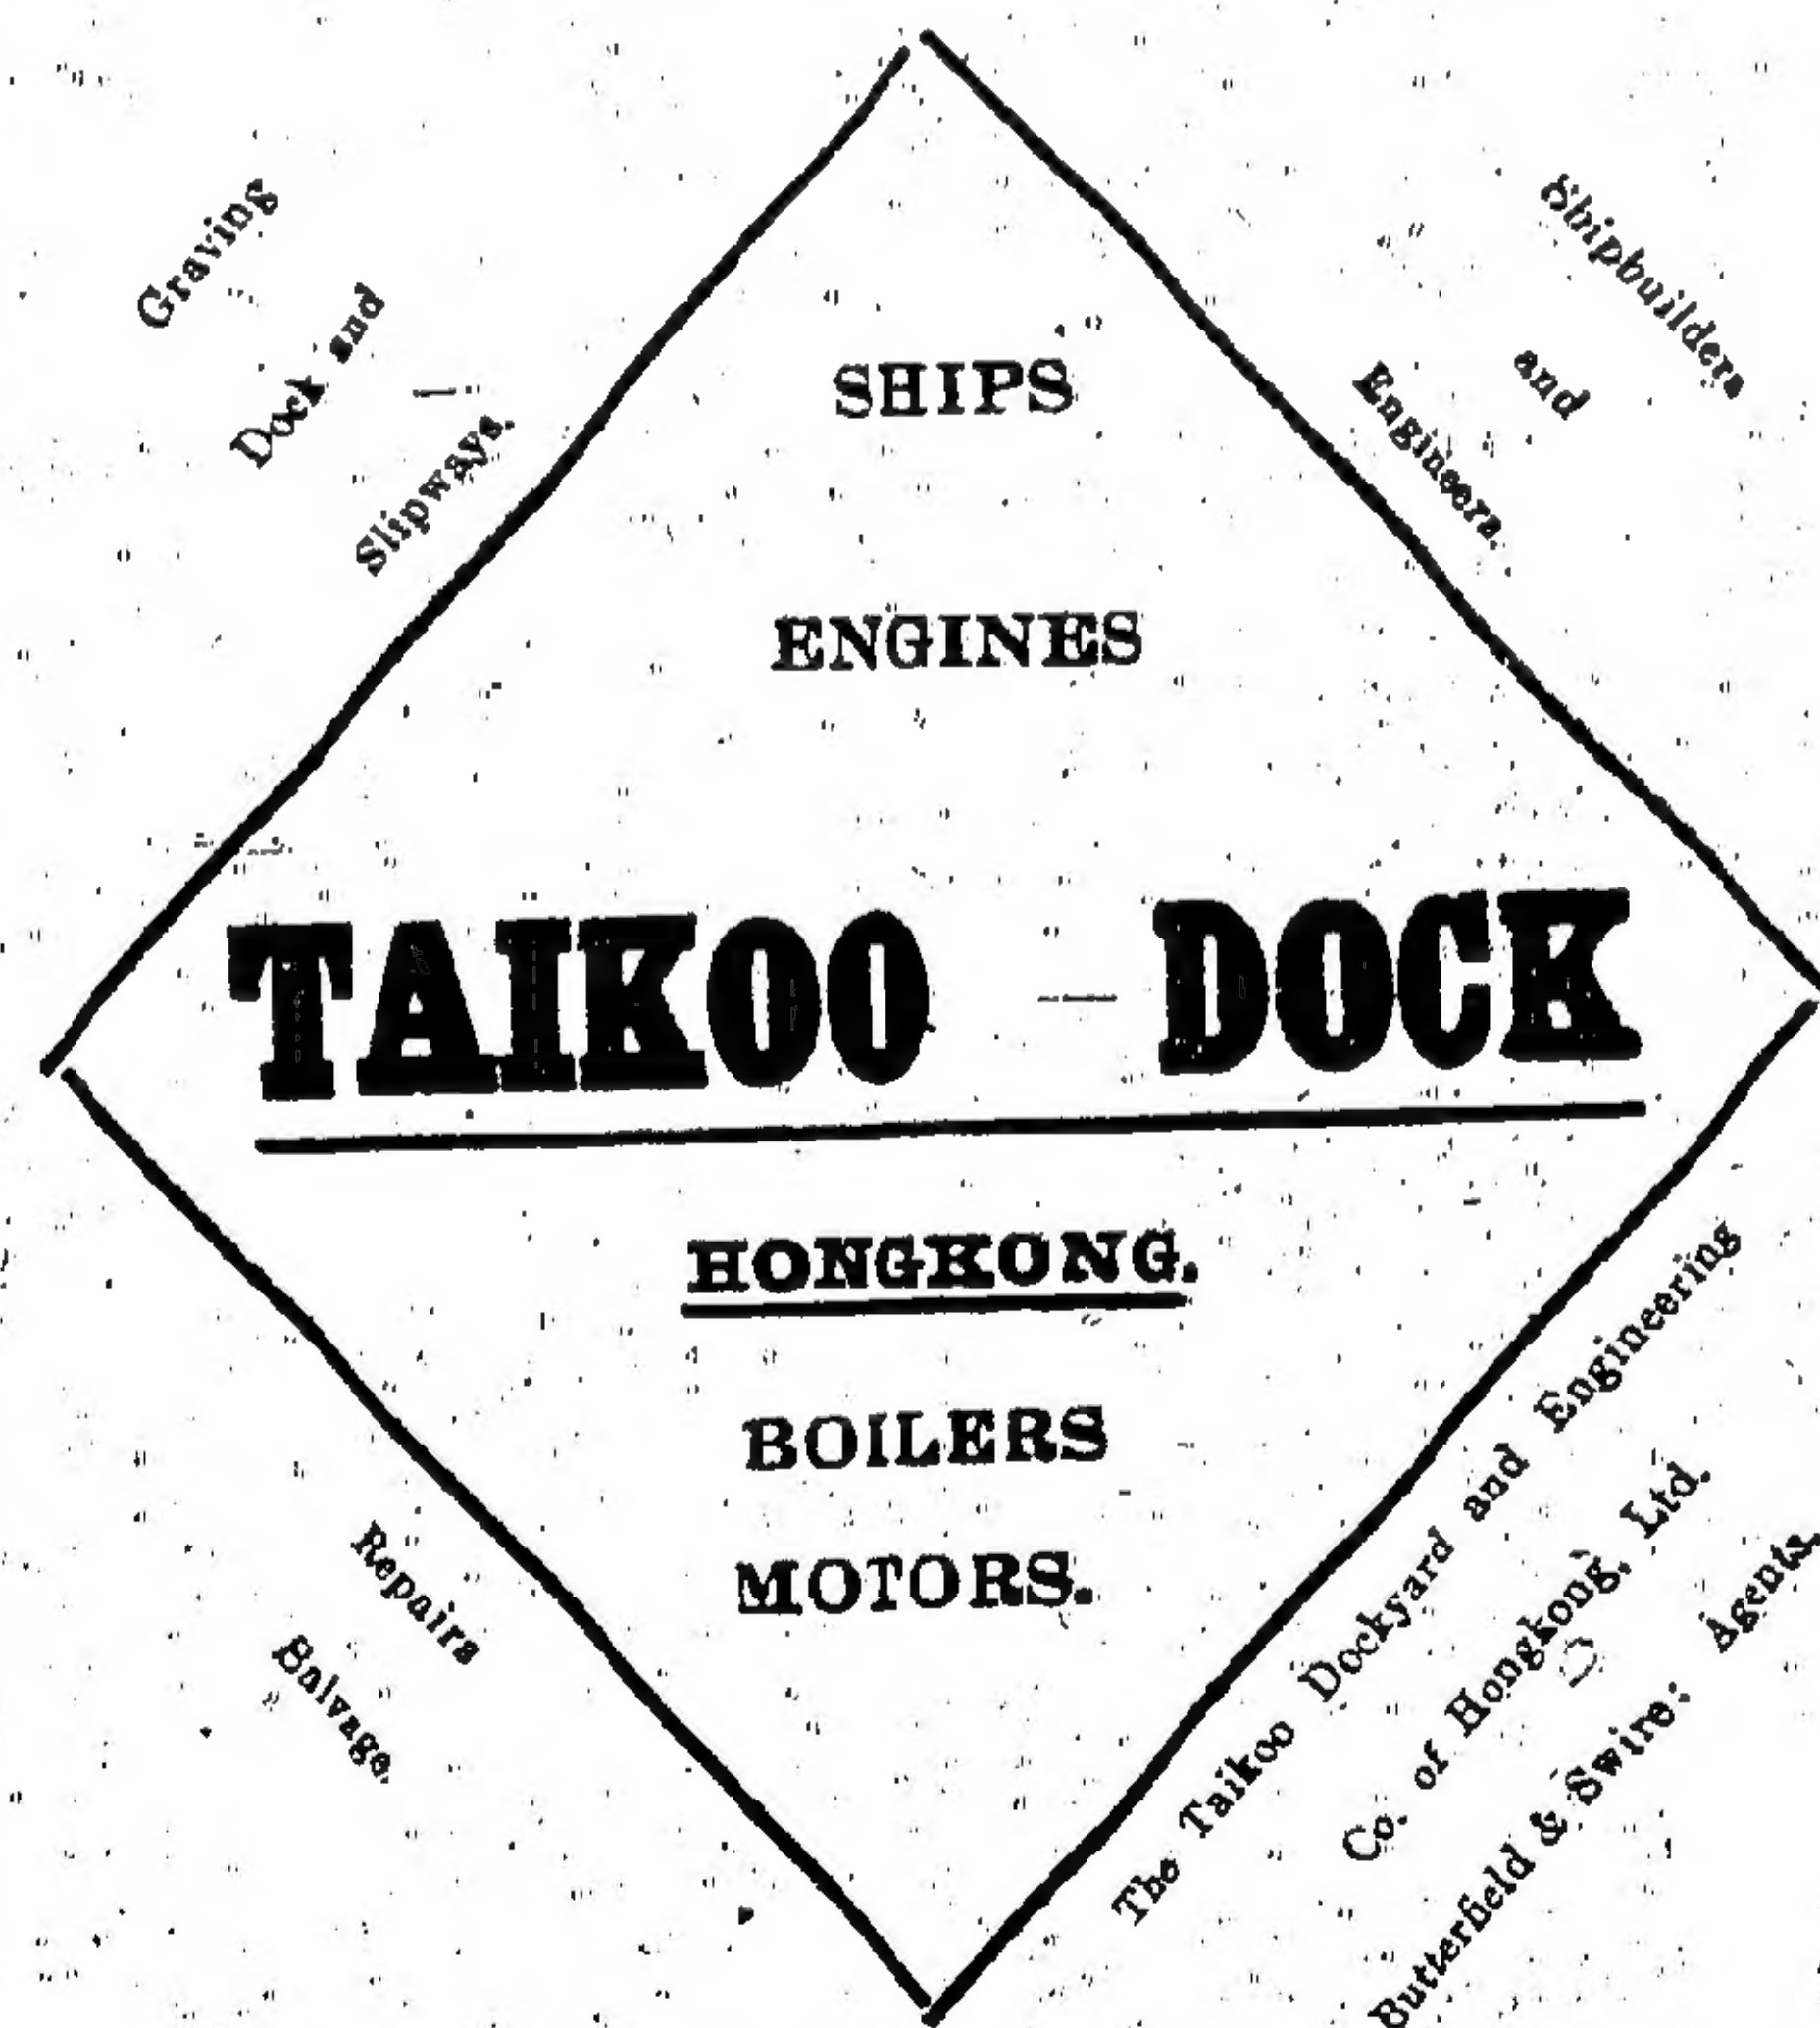 Graving
Dock and
Slipways.
Shipbuilders
and
Engineers.
SHIPS
ENGINES
TAIKOO DOCK
HONGKONG.
BOILERS
MOTORS.
Repairs
Salvage.
The Taikoo Dockyard and Engineering
Co. of Hongkong, Ltd.
Butterfield & Swire: Agents.